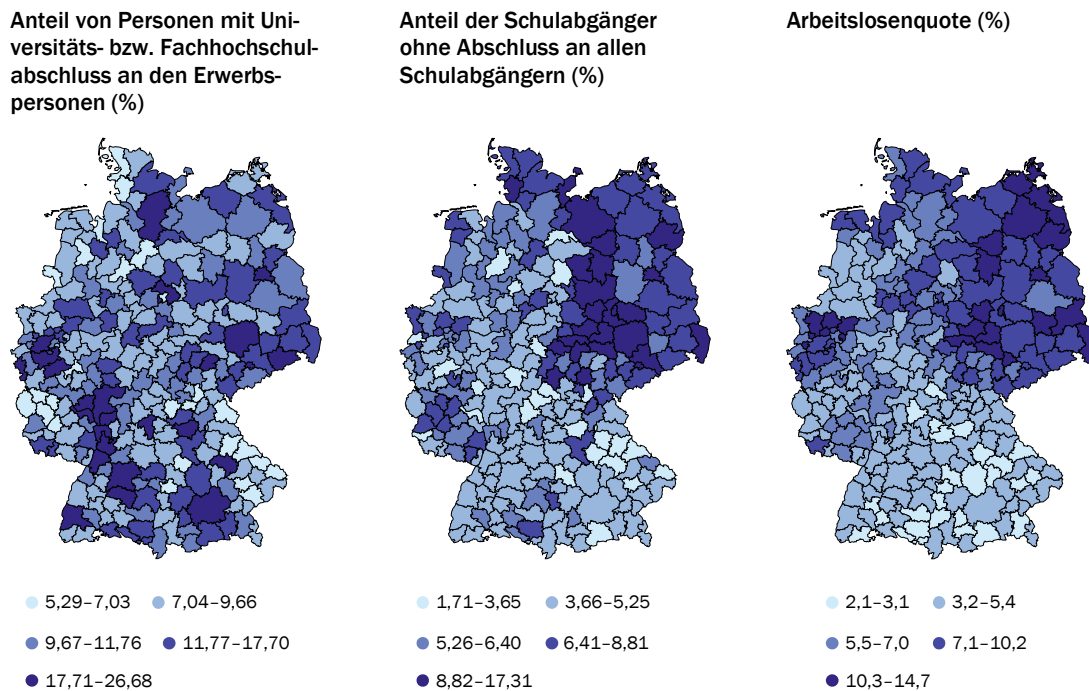 Anteil von Personen mit Uni-
versitäts- bzw. Fachhochschul-
abschluss an den Erwerbs-
personen (%)
Anteil der Schulabgänger
ohne Abschluss an allen
Schulabgängern (%)
Arbeitslosenquote (%)
5,29–7,03 7,04–9,66
9,67–11,76 11,77–17,70
17,71–26,68
1,71–3,65 3,66–5,25
5,26–6,40 6,41–8,81
8,82–17,31
2,1–3,1 3,2–5,4
5,5–7,0 7,1–10,2
10,3–14,7